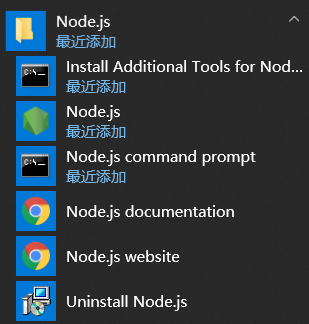 Node.js
最近添加
Install Additional Tools for Nod...
最近添加
Node.js
最近添加
Node.js command prompt
最近添加
Node.js documentation
Node.js website
Uninstall Node.js